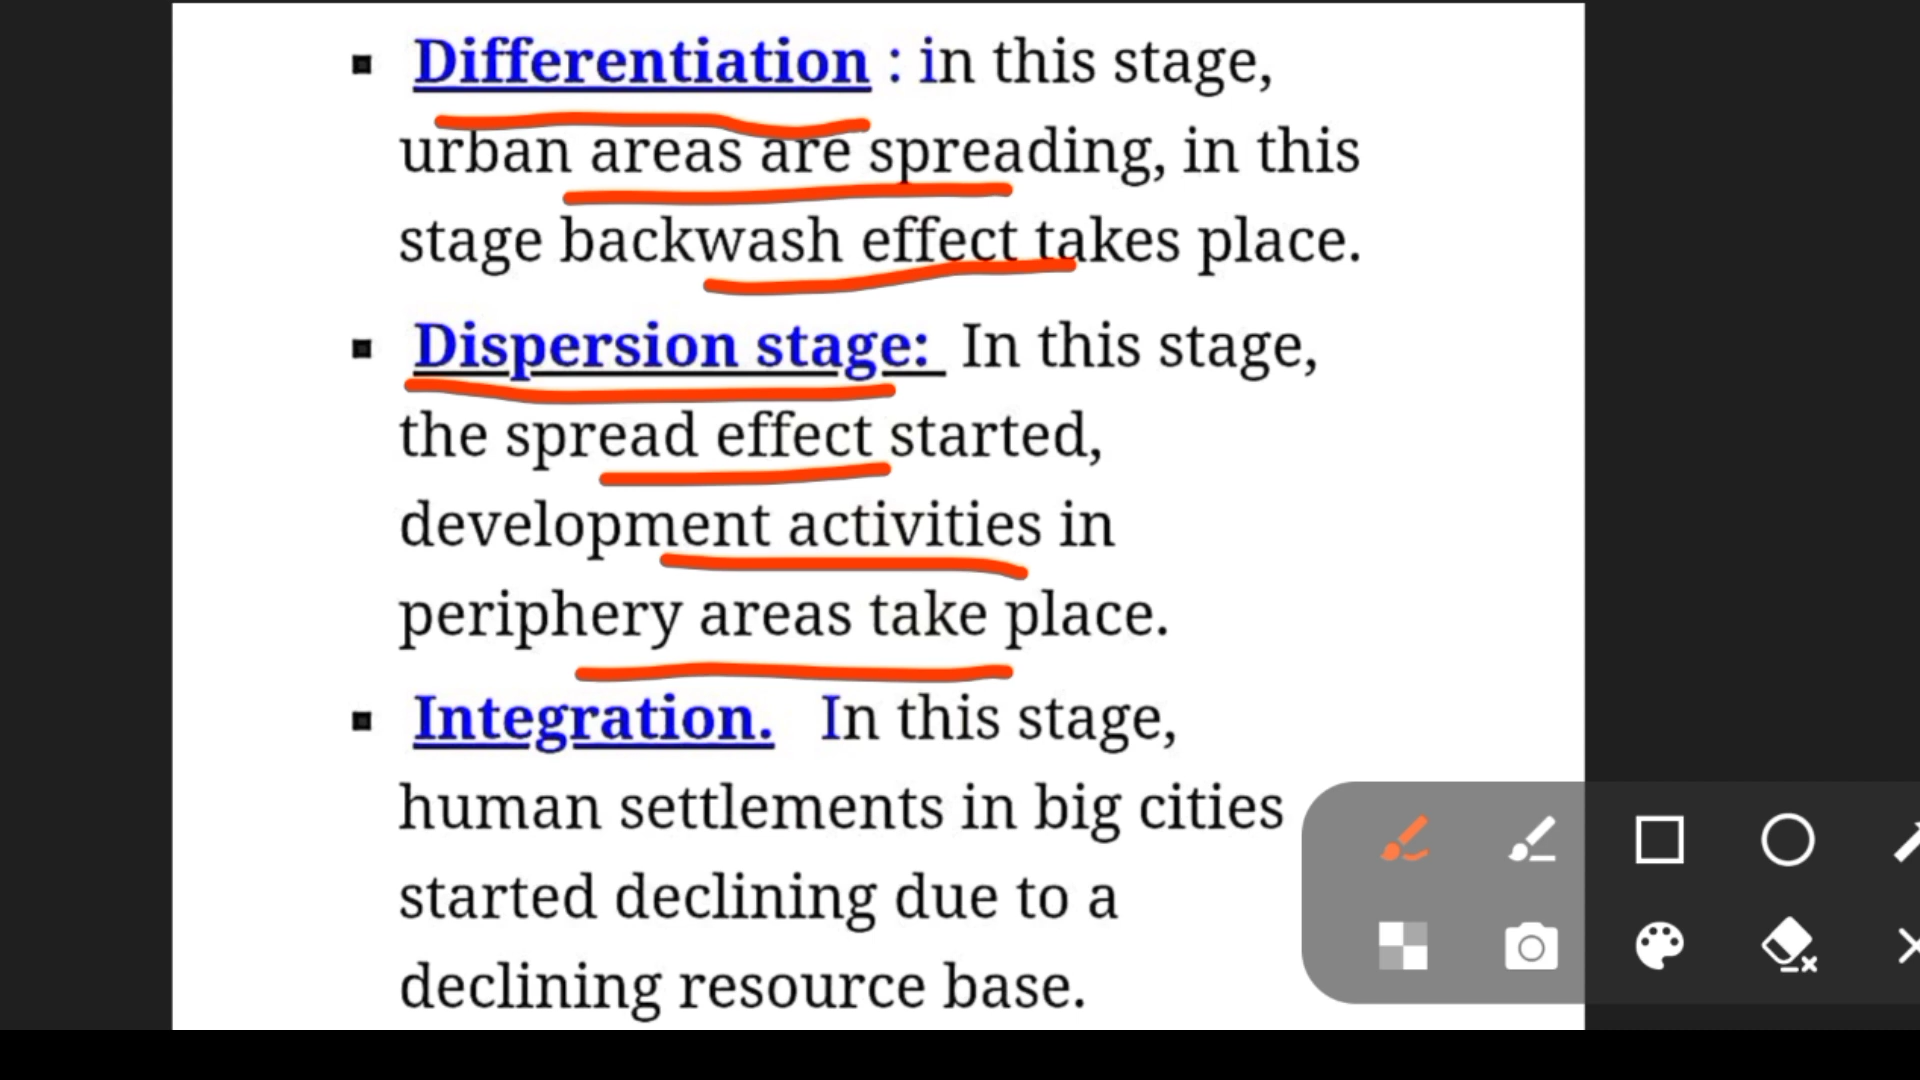 ▪ Differentiation : in this stage,
urban areas are spreading, in this
stage backwash effect takes place.
▪ Dispersion stage: In this stage,
the spread effect started,
development activities in
periphery areas take place.
▪ Integration. In this stage,
human settlements in big cities
started declining due to a
declining resource base.